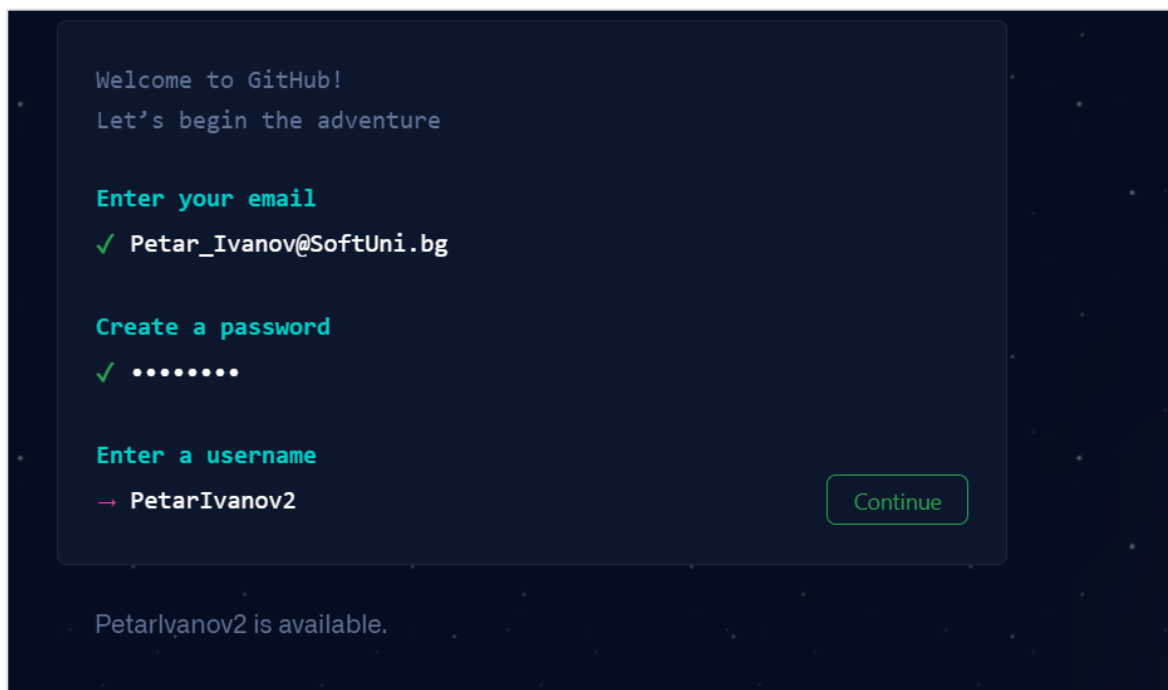 Welcome to GitHub!
Let’s begin the adventure
Enter your email
✓ Petar_Ivanov@SoftUni.bg
Create a password
✓ ••••••••
Enter a username
→ PetarIvanov2
Continue
PetarIvanov2 is available.